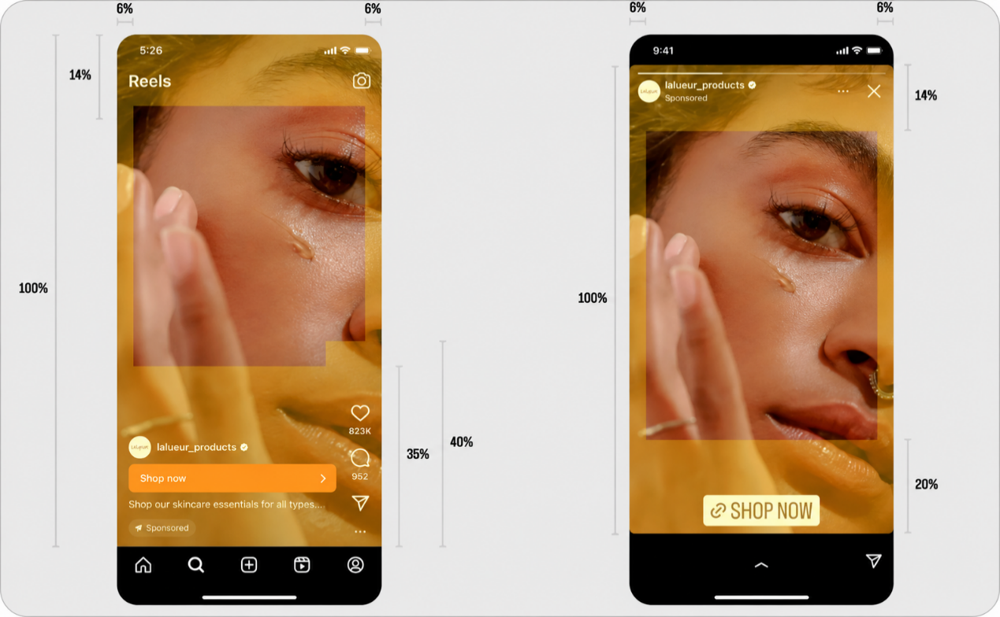 6%
6%
14%
100%
5:26
Reels
823K
lalueur_products
952
Shop now
Shop our skincare essentials for all types....
Sponsored
35%
40%
6%
6%
9:41
LaLueur
lalueur_products
Sponsored
14%
100%
20%
SHOP NOW